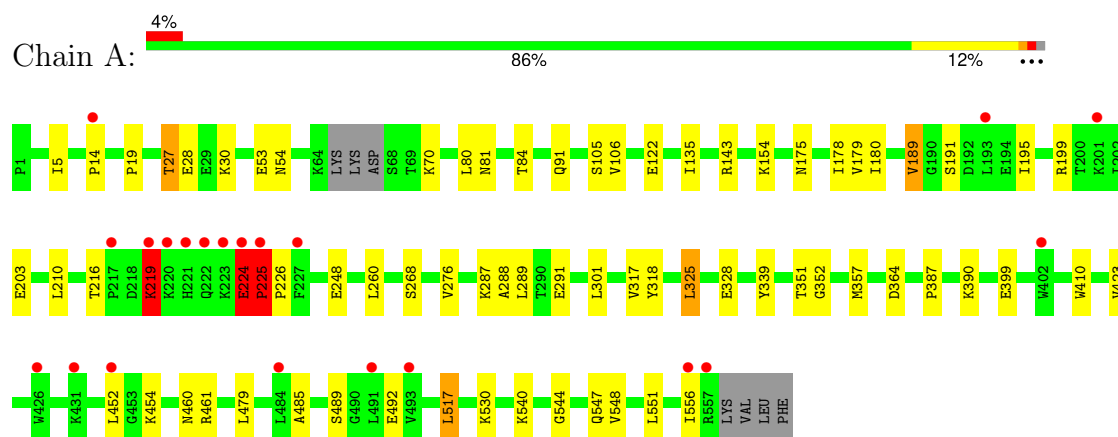 4%
Chain A:
86% 12% •••
P1 I5 P14 P19 T27 E28 E29 K30 E53 N54 K64 LYS LYS ASP S68 T69 K70 L80 N81 T84 Q91 S105 V106 E122 I135 R143 K154 N175 I178 V179 I180 V189 G190 S191 D192 L193 E194 I195 R199 T200 K201 I202
E203 L210 T216 P217 D218 K219 K220 H221 Q222 K223 E224 P225 P226 F227 E248 L260 S268 V276 K287 A288 L289 T290 E291 L301 V317 Y318 L325 E328 Y339 T351 G352 M357 D364 P387 K390 E399 W402 W410 V423
W426 K431 L452 G453 K454 N460 R461 L479 L484 A485 S489 G490 L491 E492 V493 L517 K530 K540 G544 Q547 V548 L551 I556 R557 LYS VAL LEU PHE